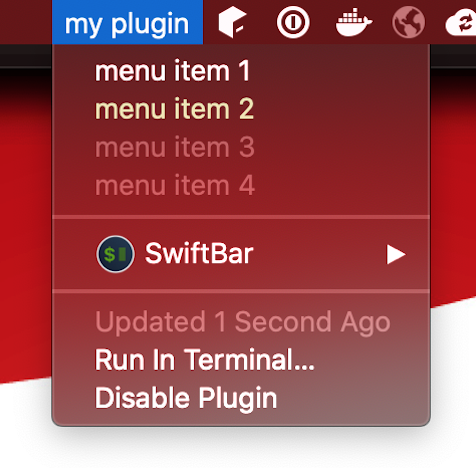 my plugin
menu item 1
menu item 2
menu item 3
menu item 4
SwiftBar
Updated 1 Second Ago
Run In Terminal...
Disable Plugin